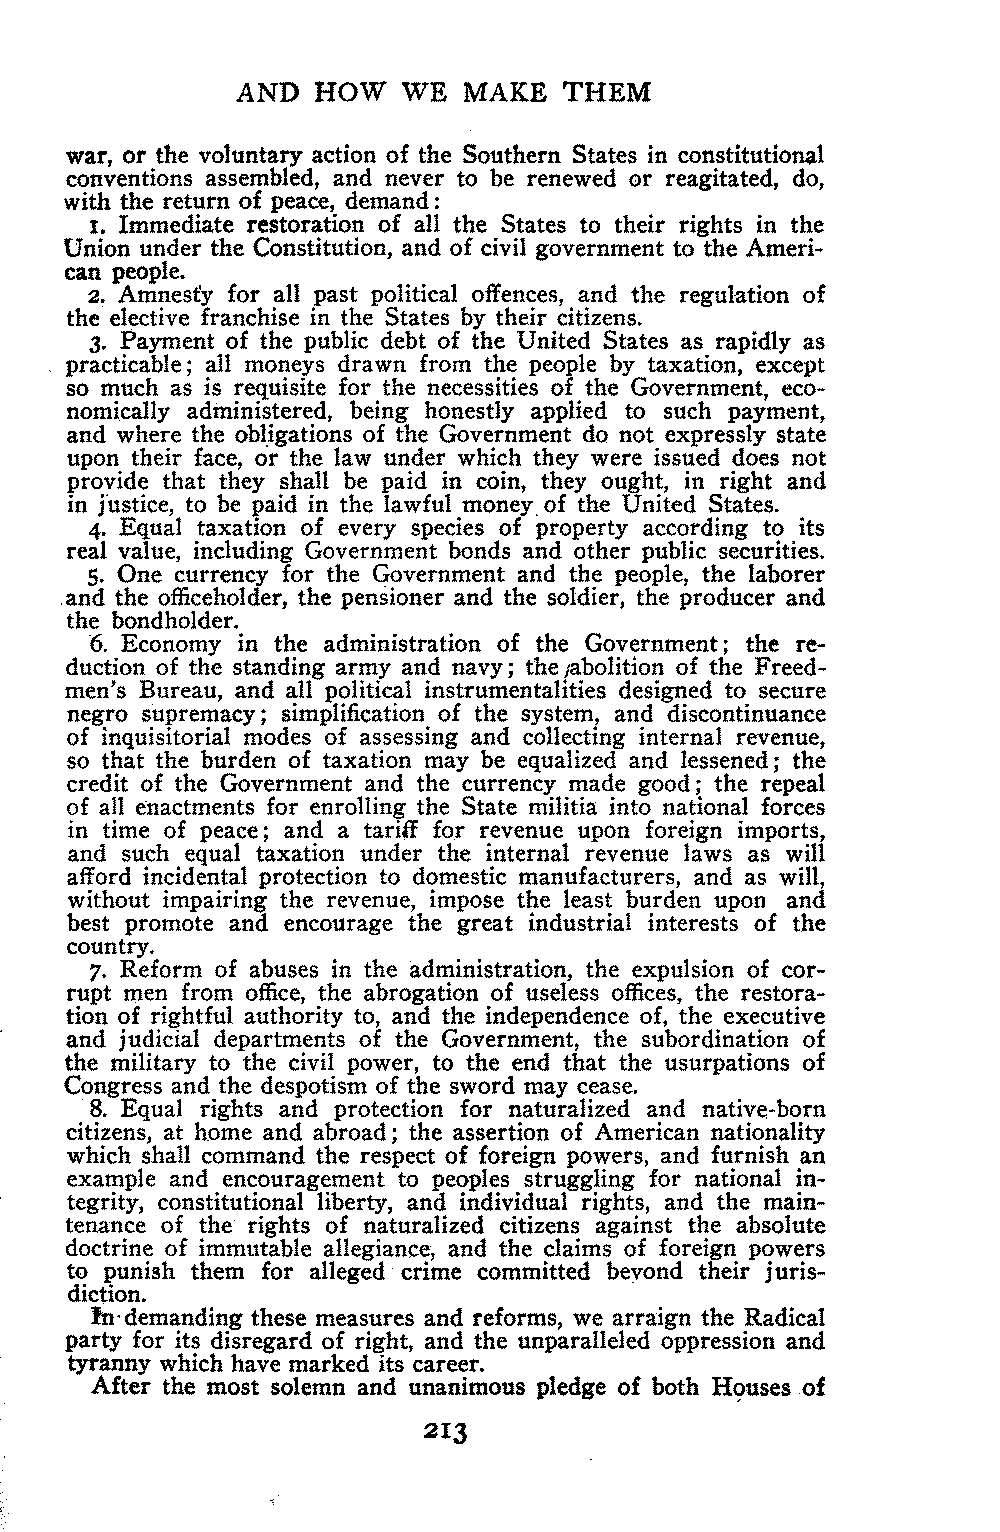 AND HOW WE MAKE THEM
war, or the voluntary action of the Southern States in constitutional
conventions assembled, and never to be renewed or reagitated, do,
with the return of peace, demand:
1. Immediate restoration of all the States to their rights in the
Union under the Constitution, and of civil government to the Ameri-
can people.
2. Amnesty for all past political offences, and the regulation of
the elective franchise in the States by their citizens.
3. Payment of the public debt of the United States as rapidly as
practicable; all moneys drawn from the people by taxation, except
so much as is requisite for the necessities of the Government, eco-
nomically administered, being honestly applied to such payment,
and where the obligations of the Government do not expressly state
upon their face, or the law under which they were issued does not
provide that they shall be paid in coin, they ought, in right and
in justice, to be paid in the lawful money of the United States.
4. Equal taxation of every species of property according to its
real value, including Government bonds and other public securities.
5. One currency for the Government and the people, the laborer
and the officeholder, the pensioner and the soldier, the producer and
the bondholder.
6. Economy in the administration of the Government; the re-
duction of the standing army and navy; the abolition of the Freed-
men's Bureau, and all political instrumentalities designed to secure
negro supremacy; simplification of the system, and discontinuance
of inquisitorial modes of assessing and collecting internal revenue,
so that the burden of taxation may be equalized and lessened; the
credit of the Government and the currency made good; the repeal
of all enactments for enrolling the State militia into national forces
in time of peace; and a tariff for revenue upon foreign imports,
and such equal taxation under the internal revenue laws as will
afford incidental protection to domestic manufacturers, and as will,
without impairing the revenue, impose the least burden upon and
best promote and encourage the great industrial interests of the
country.
7. Reform of abuses in the administration, the expulsion of cor-
rupt men from office, the abrogation of useless offices, the restora-
tion of rightful authority to, and the independence of, the executive
and judicial departments of the Government, the subordination of
the military to the civil power, to the end that the usurpations of
Congress and the despotism of the sword may cease.
8. Equal rights and protection for naturalized and native-born
citizens, at home and abroad; the assertion of American nationality
which shall command the respect of foreign powers, and furnish an
example and encouragement to peoples struggling for national in-
tegrity, constitutional liberty, and individual rights, and the main-
tenance of the rights of naturalized citizens against the absolute
doctrine of immutable allegiance, and the claims of foreign powers
to punish them for alleged crime committed beyond their juris-
diction.
In demanding these measures and reforms, we arraign the Radical
party for its disregard of right, and the unparalleled oppression and
tyranny which have marked its career.
After the most solemn and unanimous pledge of both Houses of
213